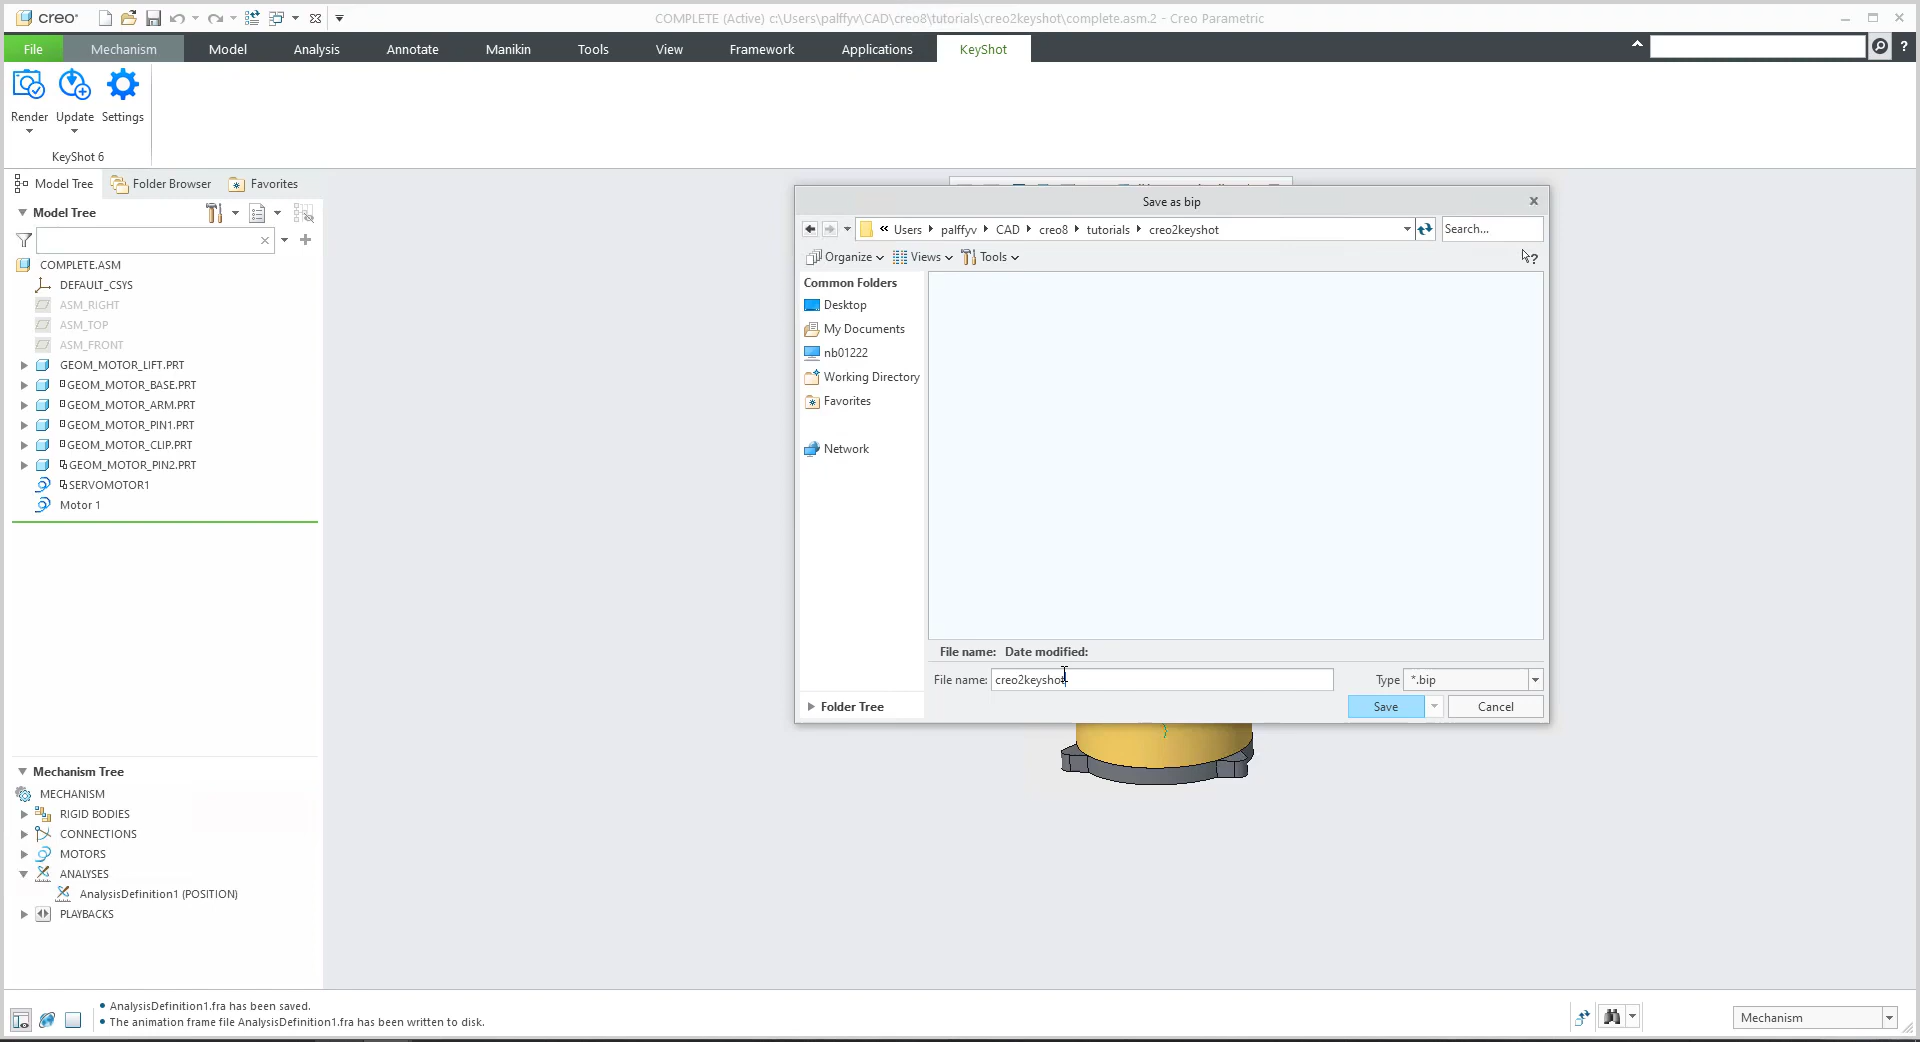 creo
COMPLETE (Active) c:\Users\palffyv\CAD\creo8\tutorials\creo2keyshot\complete.asm.2 - Creo Parametric
File Mechanism Model Analysis Annotate Manikin Tools View Framework Applications KeyShot
Render Update Settings
KeyShot 6
Model Tree Folder Browser Favorites
Model Tree
COMPLETE.ASM
DEFAULT_CSYS
ASM_RIGHT
ASM_TOP
ASM_FRONT
GEOM_MOTOR_LIFT.PRT
GEOM_MOTOR_BASE.PRT
GEOM_MOTOR_ARM.PRT
GEOM_MOTOR_PIN1.PRT
GEOM_MOTOR_CLIP.PRT
GEOM_MOTOR_PIN2.PRT
SERVOMOTOR1
Motor 1
Mechanism Tree
MECHANISM
RIGID BODIES
CONNECTIONS
MOTORS
ANALYSES
AnalysisDefinition1 (POSITION)
PLAYBACKS
Save as bip
« Users palffyv CAD creo8 tutorials creo2keyshot
Search...
Organize Views Tools
Common Folders
Desktop
My Documents
nb01222
Working Directory
Favorites
Network
Folder Tree
File name: Date modified:
File name: creo2keyshot
Type *.bip
Save Cancel
• AnalysisDefinition1.fra has been saved.
• The animation frame file AnalysisDefinition1.fra has been written to disk.
Mechanism